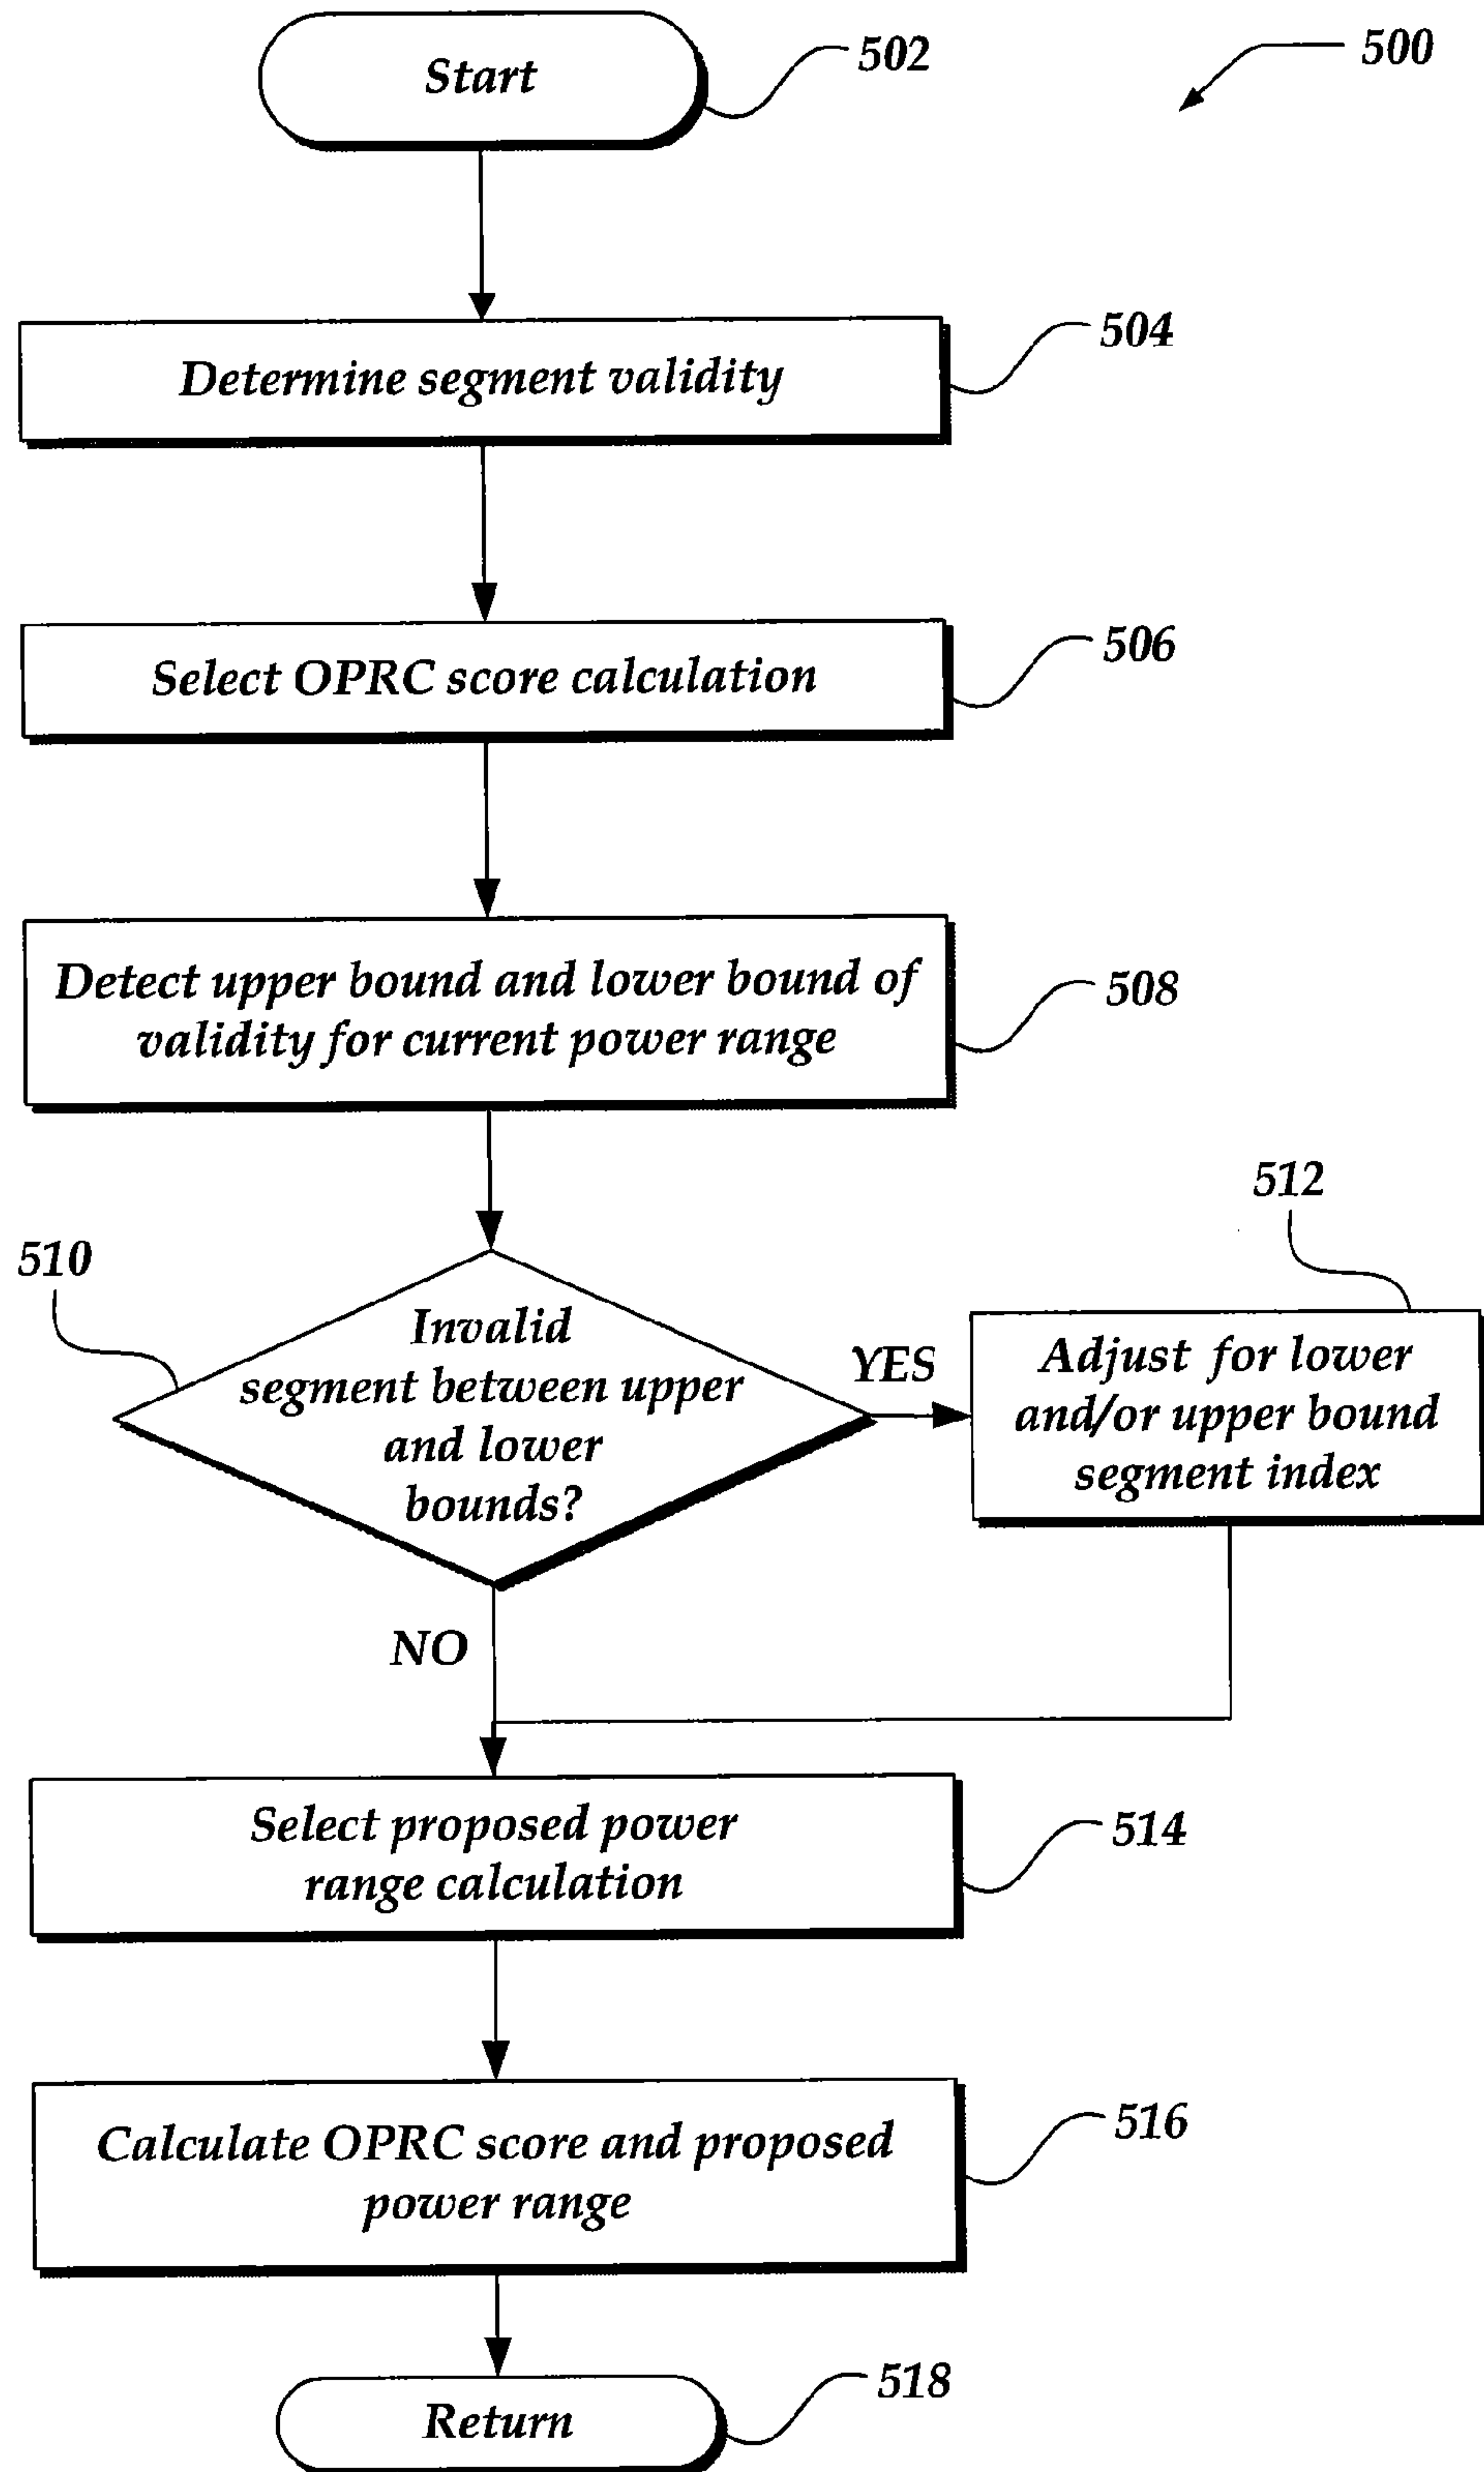 Start
502
500
Determine segment validity
504
Select OPRC score calculation
506
Detect upper bound and lower bound of
validity for current power range
508
510
Invalid
segment between upper
and lower
bounds?
YES
512
Adjust for lower
and/or upper bound
segment index
NO
Select proposed power
range calculation
514
Calculate OPRC score and proposed
power range
516
Return
518